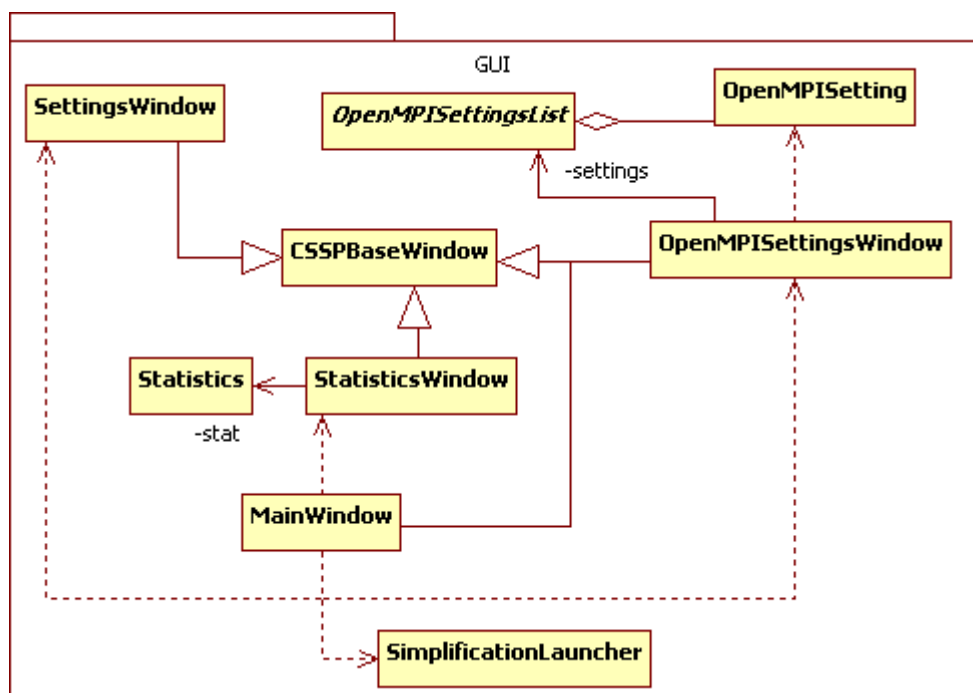 GUI
SettingsWindow
OpenMPISettingsList
OpenMPISetting
-settings
CSSPBaseWindow
OpenMPISettingsWindow
Statistics
StatisticsWindow
-stat
MainWindow
SimplificationLauncher